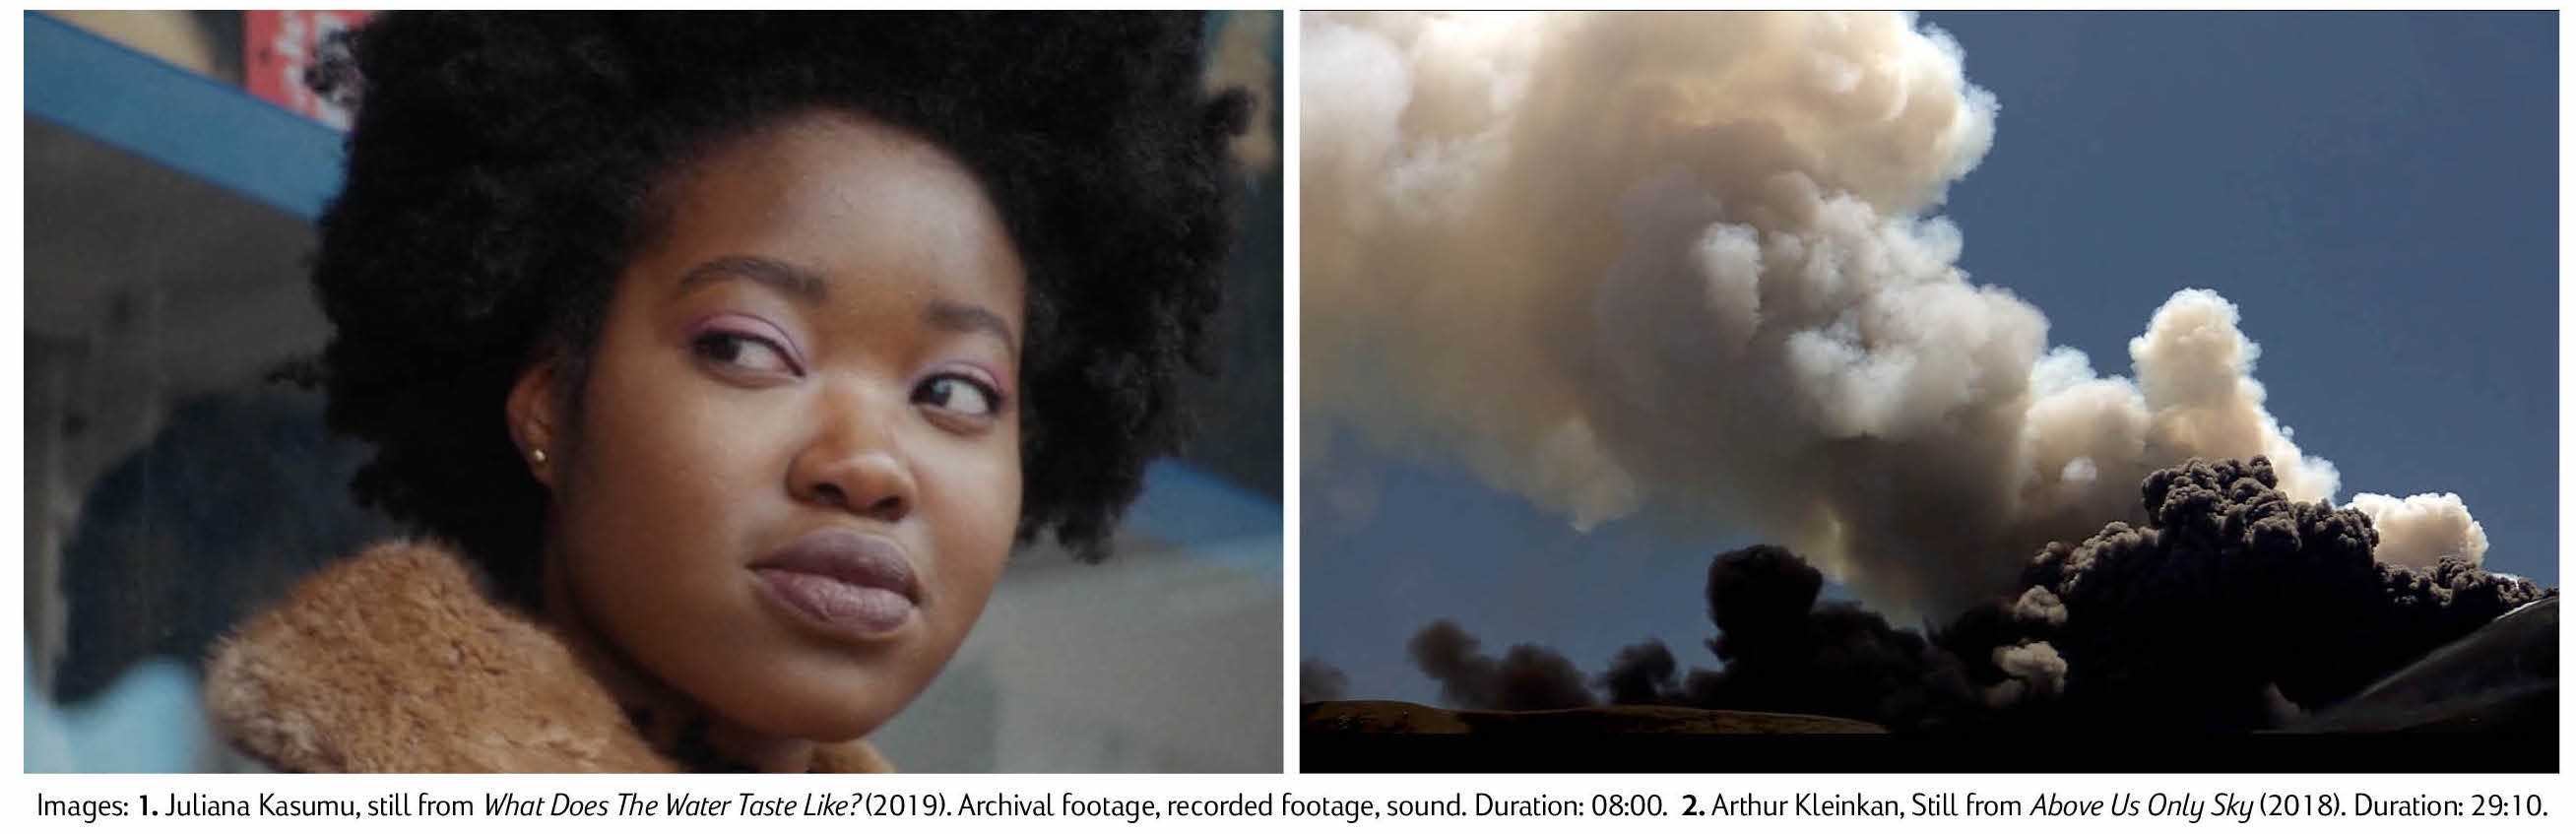 Images: 1. Juliana Kasumu, still from What Does The Water Taste Like? (2019). Archival footage, recorded footage, sound. Duration: 08:00. 2. Arthur Kleinkan, Still from Above Us Only Sky (2018). Duration: 29:10.